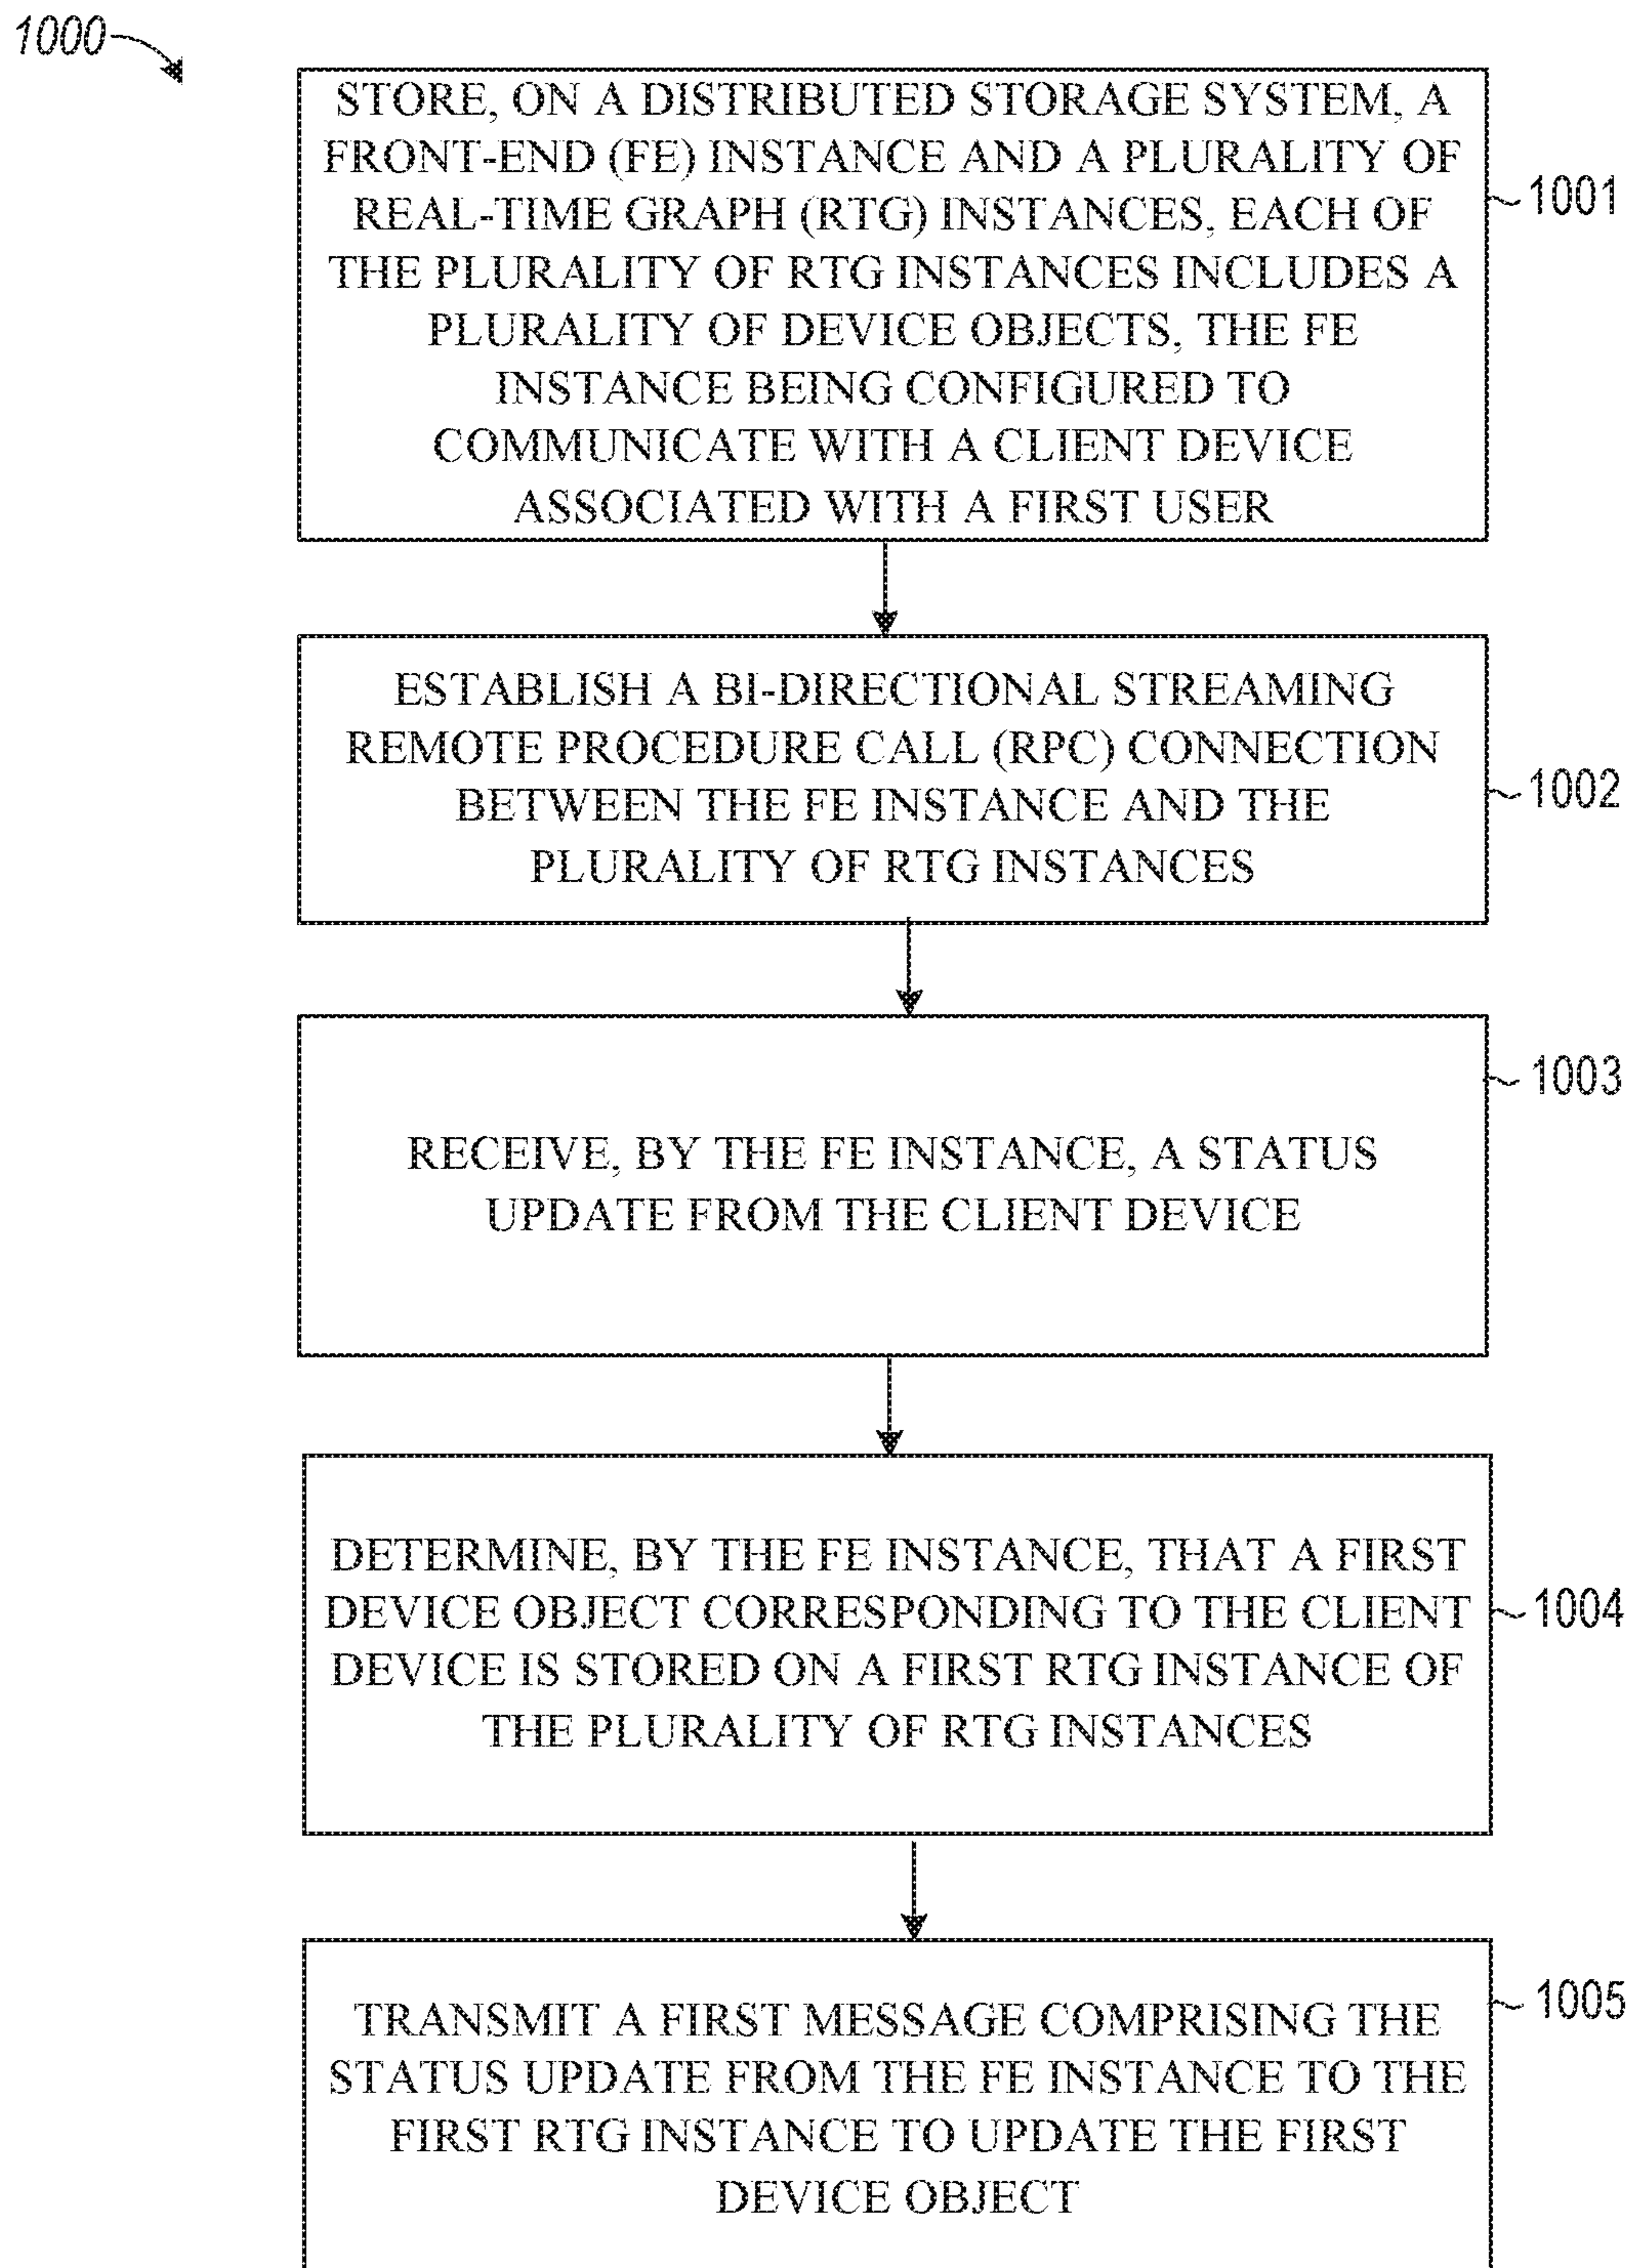 1000
STORE, ON A DISTRIBUTED STORAGE SYSTEM, A
FRONT-END (FE) INSTANCE AND A PLURALITY OF
REAL-TIME GRAPH (RTG) INSTANCES, EACH OF
THE PLURALITY OF RTG INSTANCES INCLUDES A
PLURALITY OF DEVICE OBJECTS, THE FE
INSTANCE BEING CONFIGURED TO
COMMUNICATE WITH A CLIENT DEVICE
ASSOCIATED WITH A FIRST USER
1001
ESTABLISH A BI-DIRECTIONAL STREAMING
REMOTE PROCEDURE CALL (RPC) CONNECTION
BETWEEN THE FE INSTANCE AND THE
PLURALITY OF RTG INSTANCES
1002
RECEIVE, BY THE FE INSTANCE, A STATUS
UPDATE FROM THE CLIENT DEVICE
1003
DETERMINE, BY THE FE INSTANCE, THAT A FIRST
DEVICE OBJECT CORRESPONDING TO THE CLIENT
DEVICE IS STORED ON A FIRST RTG INSTANCE OF
THE PLURALITY OF RTG INSTANCES
1004
TRANSMIT A FIRST MESSAGE COMPRISING THE
STATUS UPDATE FROM THE FE INSTANCE TO THE
FIRST RTG INSTANCE TO UPDATE THE FIRST
DEVICE OBJECT
1005